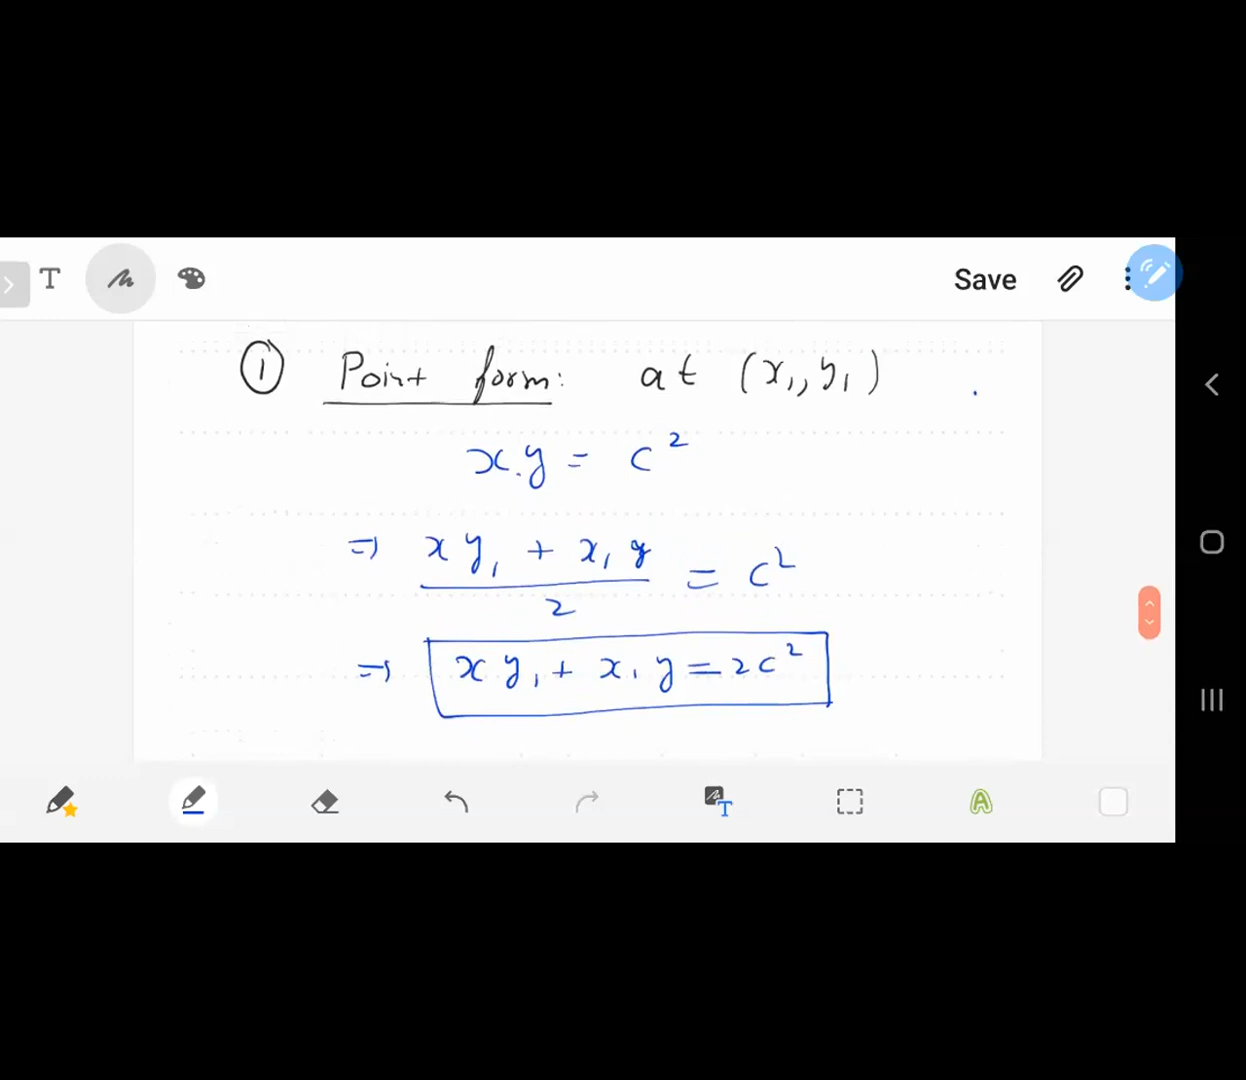 T Save
① Point form: at (x₁, y₁)
x.y = c²
⇒ xy₁ + x₁y / 2 = c²
⇒ xy₁ + x₁y = 2c²
T A